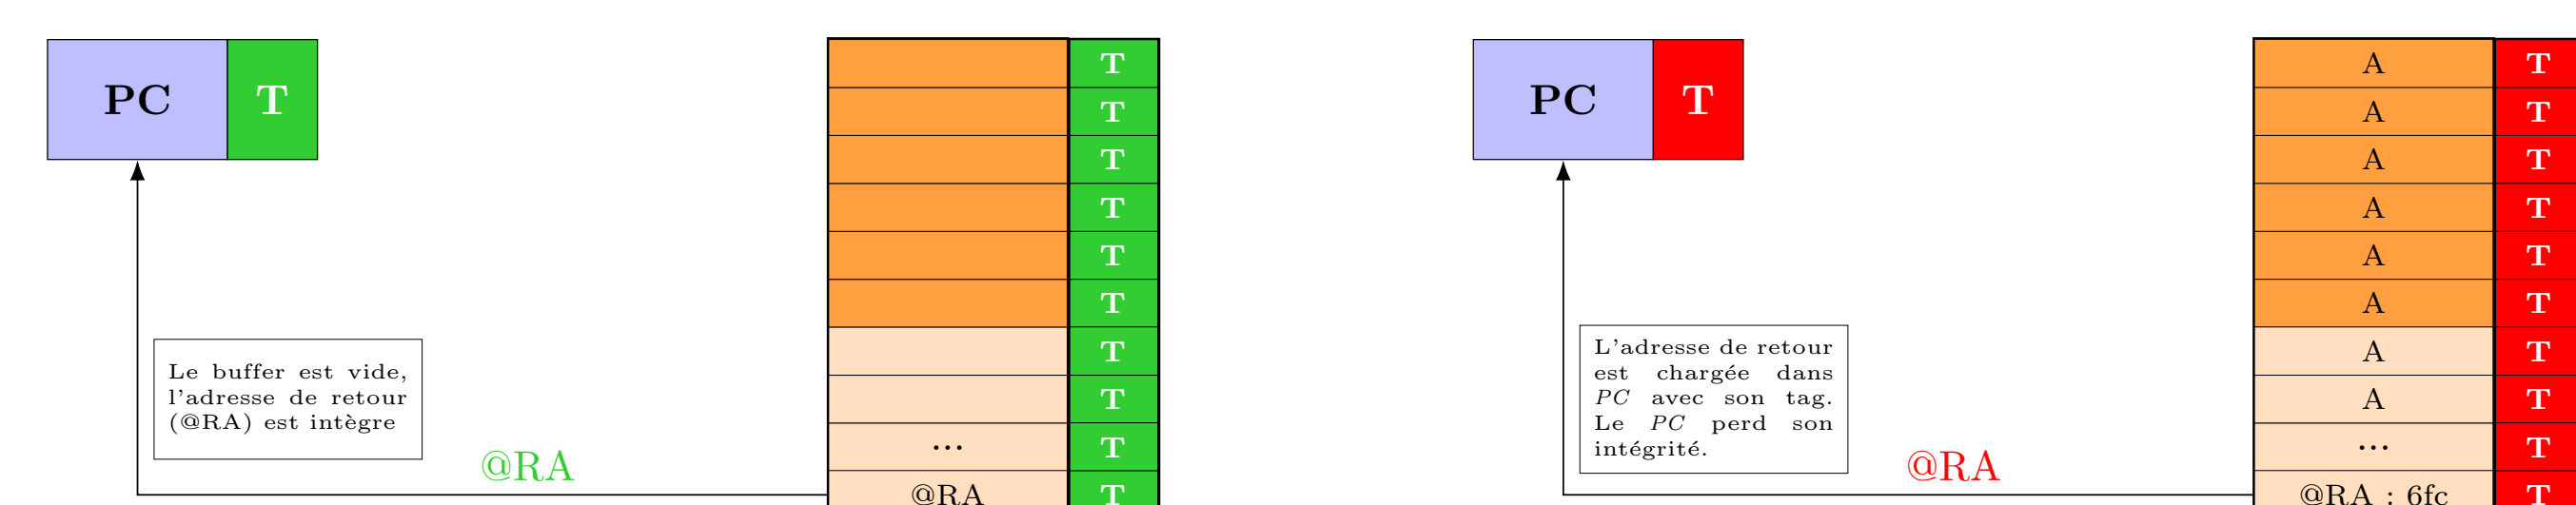 PC T
T
T
T
T
T
T
T
T
... T
@RA T
Le buffer est vide,
l'adresse de retour
(@RA) est intègre
@RA
PC T
A T
A T
A T
A T
A T
A T
A T
A T
... T
@RA : 6fc T
L'adresse de retour
est chargée dans
PC avec son tag.
Le PC perd son
intégrité.
@RA